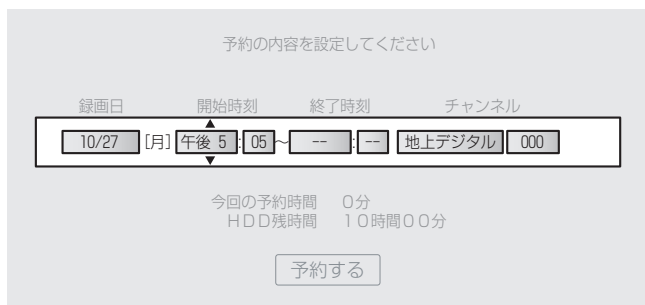 予約の内容を設定してください
録画日 開始時刻 終了時刻 チャンネル
10/27 [月] 午後 5 : 05 ～ -- : -- 地上デジタル 000
今回の予約時間 0分
HDD残時間 10時間00分
予約する